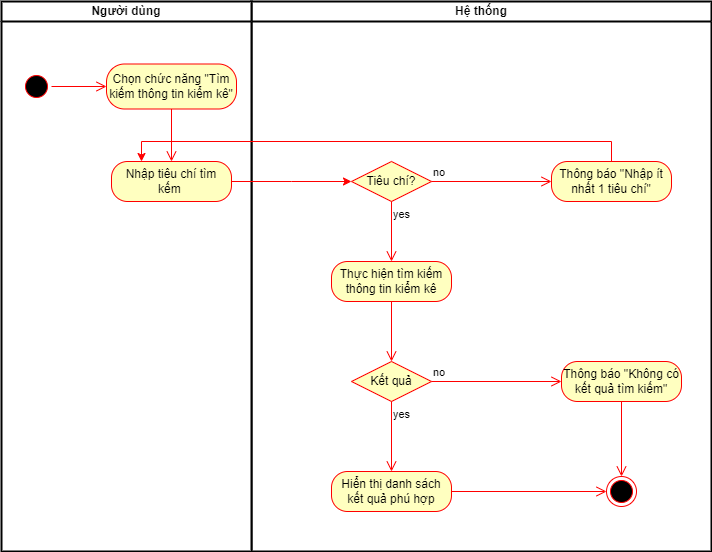 Người dùng
Hệ thống
Chọn chức năng "Tìm
kiếm thông tin kiểm kê"
Nhập tiêu chí tìm
kếm
Tiêu chí?
no
Thông báo "Nhập ít
nhất 1 tiêu chí"
yes
Thực hiện tìm kiếm
thông tin kiểm kê
Kết quả
no
Thông báo "Không có
kết quả tìm kiếm"
yes
Hiển thị danh sách
kết quả phú hợp